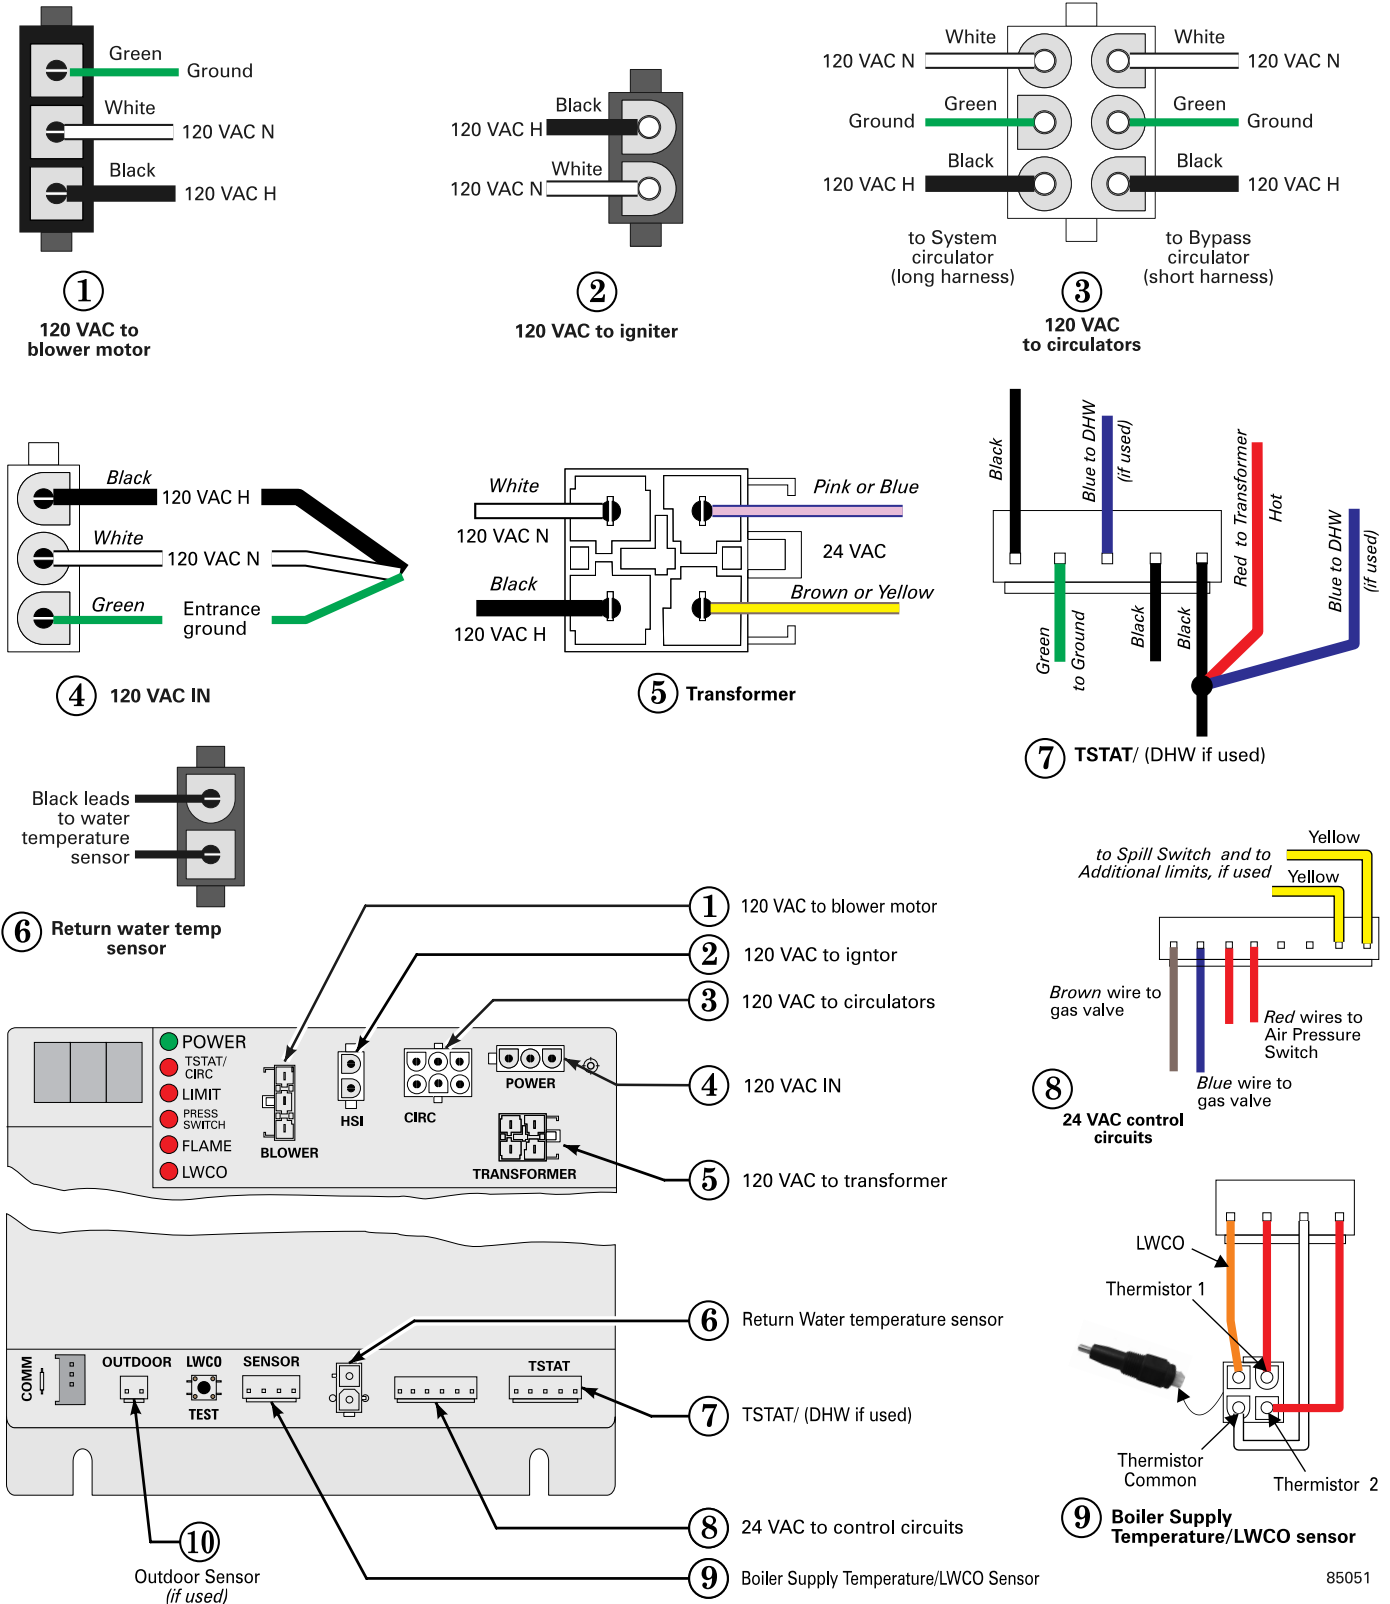 Green
Ground
White
120 VAC N
Black
120 VAC H
1
120 VAC to
blower motor
Black
120 VAC H
White
120 VAC N
2
120 VAC to igniter
White
120 VAC N
Green
Ground
Black
120 VAC H
to System
circulator
(long harness)
White
120 VAC N
Green
Ground
Black
120 VAC H
to Bypass
circulator
(short harness)
3
120 VAC
to circulators
Black
120 VAC H
White
120 VAC N
Green
Entrance
ground
4
120 VAC IN
White
120 VAC N
Black
120 VAC H
Pink or Blue
24 VAC
Brown or Yellow
5
Transformer
Black
Blue to DHW
(if used)
Red to Transformer
Hot
Blue to DHW
(if used)
Green
to Ground
Black
Black
7
TSTAT/ (DHW if used)
Black leads
to water
temperature
sensor
6
Return water temp
sensor
Yellow
to Spill Switch and to
Additional limits, if used
Yellow
Brown wire to
gas valve
Red wires to
Air Pressure
Switch
Blue wire to
gas valve
8
24 VAC control
circuits
1
120 VAC to blower motor
2
120 VAC to igntor
3
120 VAC to circulators
4
120 VAC IN
5
120 VAC to transformer
POWER
TSTAT/
CIRC
LIMIT
PRESS
SWITCH
FLAME
LWCO
BLOWER
HSI
CIRC
POWER
TRANSFORMER
LWCO
Thermistor 1
Thermistor
Common
Thermistor 2
9
Boiler Supply
Temperature/LWCO sensor
COMM
OUTDOOR
LWCO
TEST
SENSOR
TSTAT
6
Return Water temperature sensor
7
TSTAT/ (DHW if used)
8
24 VAC to control circuits
9
Boiler Supply Temperature/LWCO Sensor
10
Outdoor Sensor
(if used)
85051